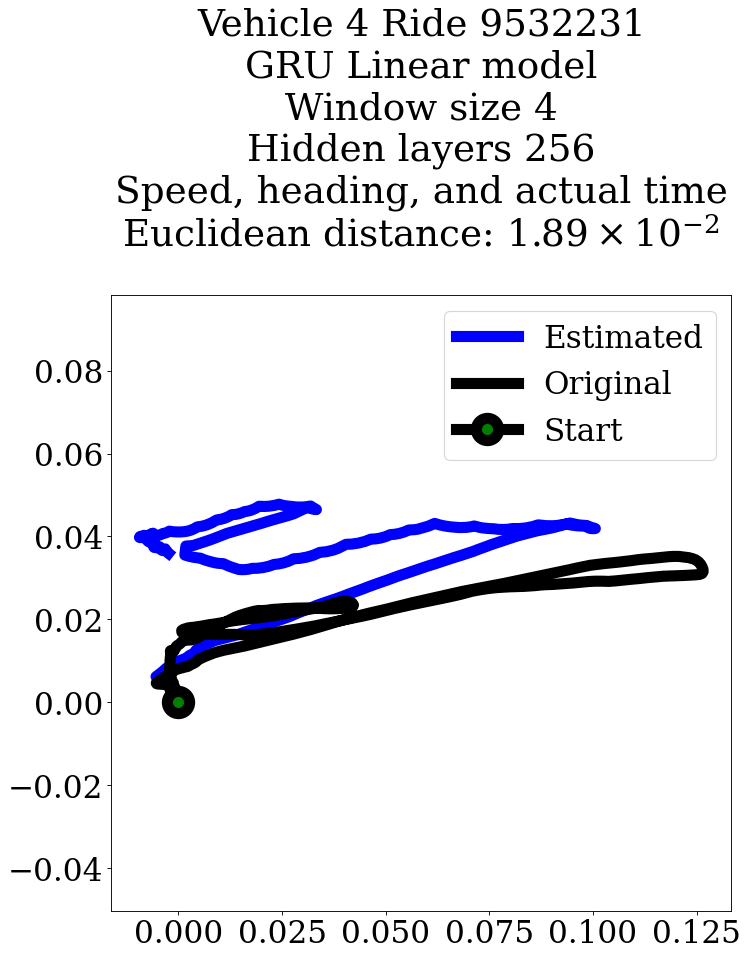 Vehicle 4 Ride 9532231
GRU Linear model
Window size 4
Hidden layers 256
Speed, heading, and actual time
Euclidean distance: 1.89 × 10⁻²
Estimated
Original
Start
0.08
0.06
0.04
0.02
0.00
−0.02
−0.04
0.000 0.025 0.050 0.075 0.100 0.125